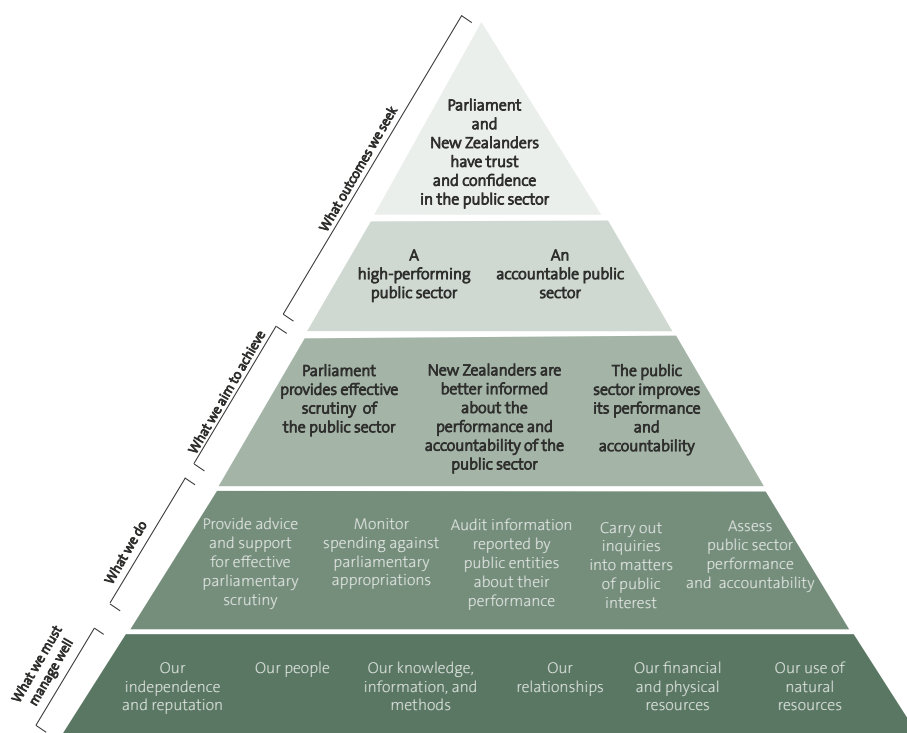 What outcomes we seek
Parliament
and
New Zealanders
have trust
and confidence
in the public sector
A
high-performing
public sector
An
accountable public
sector
What we aim to achieve
Parliament
provides effective
scrutiny of
the public sector
New Zealanders are
better informed
about the
performance and
accountability of the
public sector
The public
sector improves
its performance
and
accountability
What we do
Provide advice
and support
for effective
parliamentary
scrutiny
Monitor
spending against
parliamentary
appropriations
Audit information
reported by
public entities
about their
performance
Carry out
inquiries
into matters
of public
interest
Assess
public sector
performance
and accountability
What we must
manage well
Our
independence
and reputation
Our people
Our knowledge,
information, and
methods
Our
relationships
Our financial
and physical
resources
Our use of
natural
resources